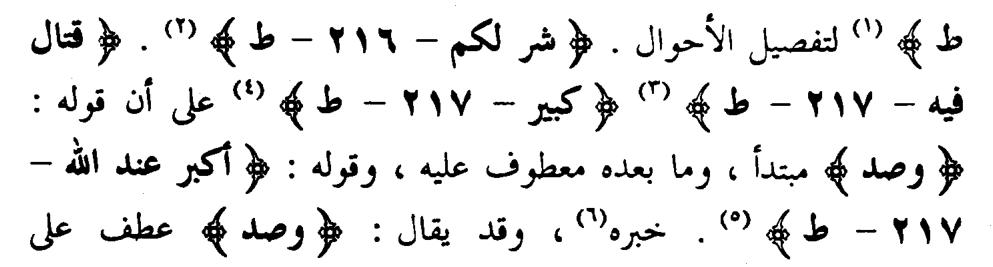 ط ﴾ (١) لتفصيل الأحوال . ﴿ شر لكم – ٢١٦ – ط ﴾ (٢) . ﴿ قتال
فيه – ٢١٧ – ط ﴾ (٣) ﴿ كبير – ٢١٧ – ط ﴾ (٤) على أن قوله :
﴿ وصد ﴾ مبتدأ ، وما بعده معطوف عليه ، وقوله : ﴿ أكبر عند الله –
٢١٧ – ط ﴾ (٥) . خبره(٦) ، وقد يقال : ﴿ وصد ﴾ عطف على